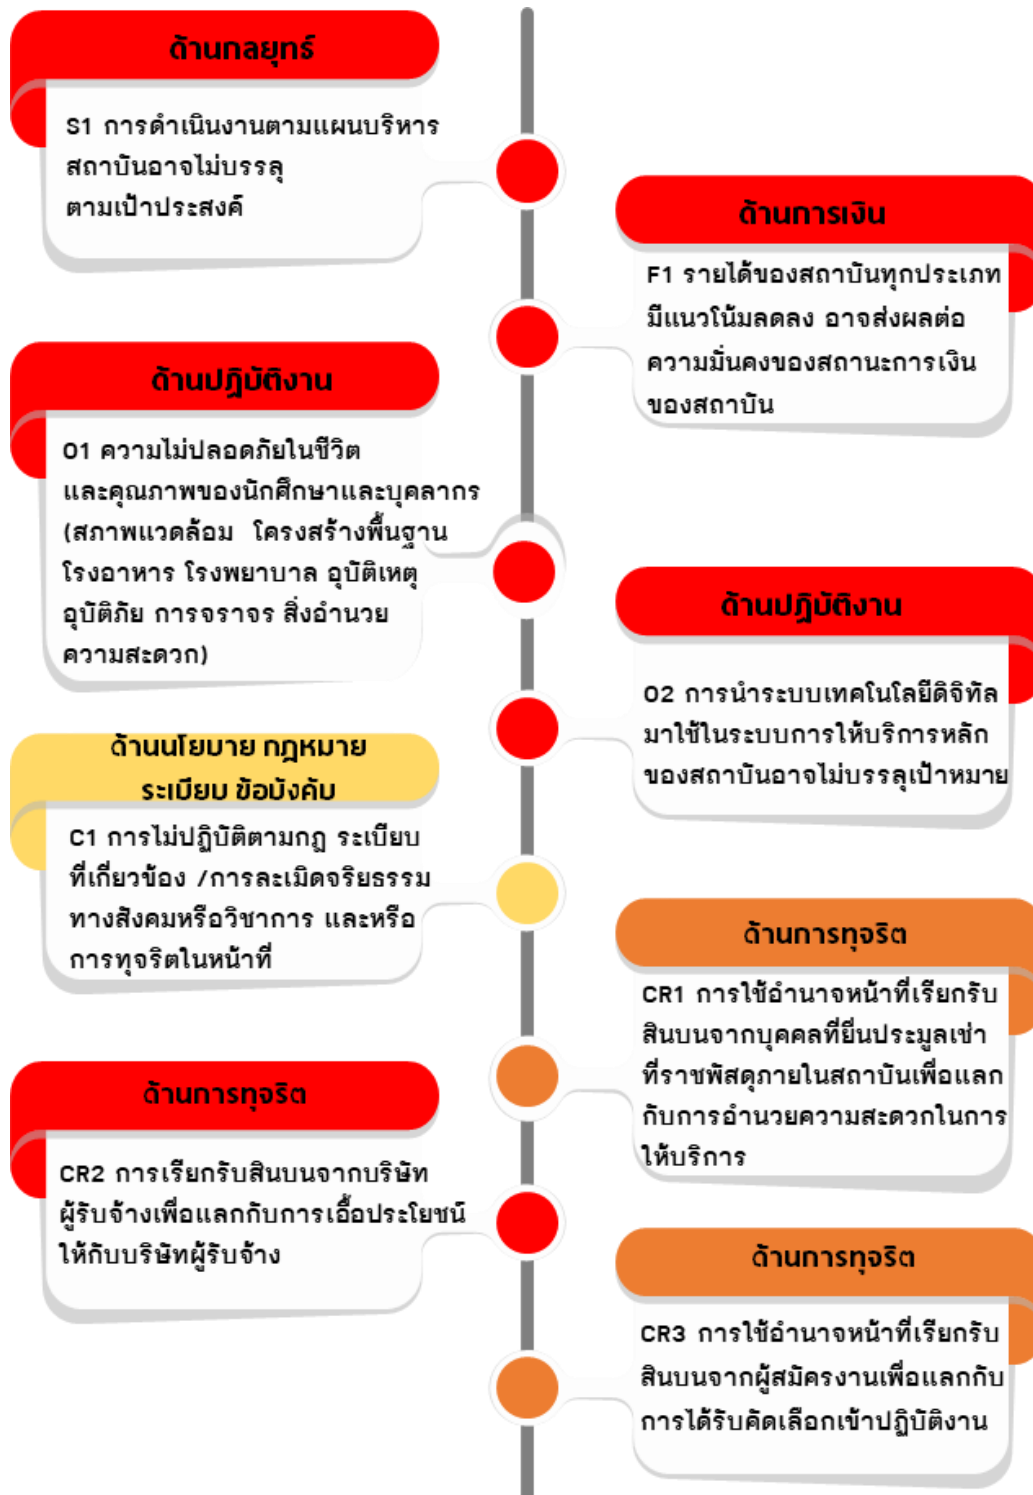 ด้านกลยุทธ์
S1 การดำเนินงานตามแผนบริหาร
สถาบันอาจไม่บรรลุ
ตามเป้าประสงค์
ด้านการเงิน
F1 รายได้ของสถาบันทุกประเภท
มีแนวโน้มลดลง อาจส่งผลต่อ
ความมั่นคงของสถานะการเงิน
ของสถาบัน
ด้านปฏิบัติงาน
O1 ความไม่ปลอดภัยในชีวิต
และคุณภาพของนักศึกษาและบุคลากร
(สภาพแวดล้อม โครงสร้างพื้นฐาน
โรงอาหาร โรงพยาบาล อุบัติเหตุ
อุบัติภัย การจราจร สิ่งอำนวย
ความสะดวก)
ด้านปฏิบัติงาน
O2 การนำระบบเทคโนโลยีดิจิทัล
มาใช้ในระบบการให้บริการหลัก
ของสถาบันอาจไม่บรรลุเป้าหมาย
ด้านนโยบาย กฎหมาย
ระเบียบ ข้อบังคับ
C1 การไม่ปฏิบัติตามกฎ ระเบียบ
ที่เกี่ยวข้อง /การละเมิดจริยธรรม
ทางสังคมหรือวิชาการ และหรือ
การทุจริตในหน้าที่
ด้านการทุจริต
CR1 การใช้อำนาจหน้าที่เรียกรับ
สินบนจากบุคคลที่ยื่นประมูลเช่า
ที่ราชพัสดุภายในสถาบันเพื่อแลก
กับการอำนวยความสะดวกในการ
ให้บริการ
ด้านการทุจริต
CR2 การเรียกรับสินบนจากบริษัท
ผู้รับจ้างเพื่อแลกกับการเอื้อประโยชน์
ให้กับบริษัทผู้รับจ้าง
ด้านการทุจริต
CR3 การใช้อำนาจหน้าที่เรียกรับ
สินบนจากผู้สมัครงานเพื่อแลกกับ
การได้รับคัดเลือกเข้าปฏิบัติงาน